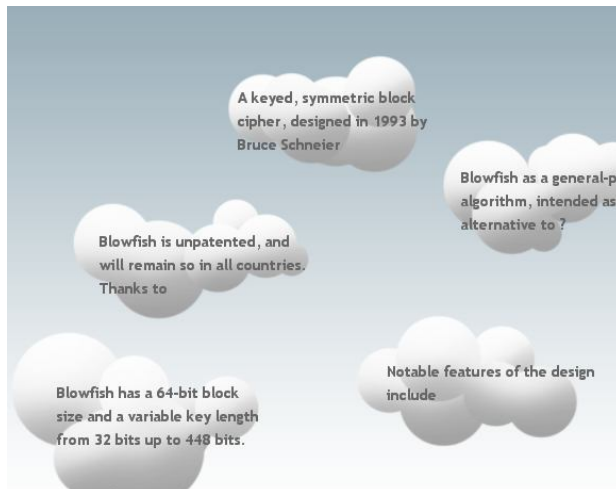 A keyed, symmetric block
cipher, designed in 1993 by
Bruce Schneier
Blowfish as a general-p
algorithm, intended as
alternative to ?
Blowfish is unpatented, and
will remain so in all countries.
Thanks to
Notable features of the design
include
Blowfish has a 64-bit block
size and a variable key length
from 32 bits up to 448 bits.